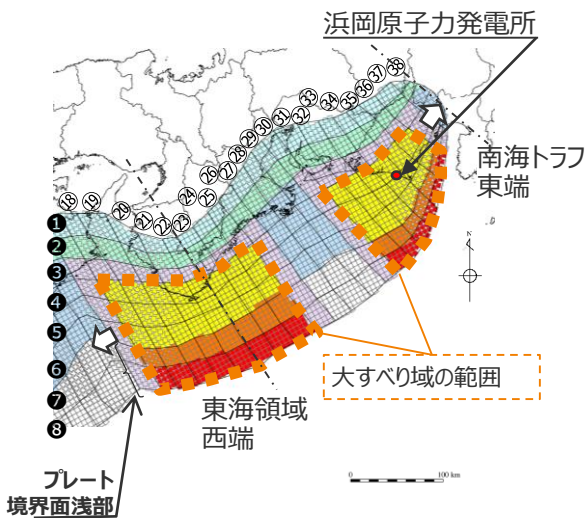 浜岡原子力発電所
㊳
㊲
㊱
㉟
㉞
㉝
㉜
㉛
㉚
㉙
㉘
㉗
㉖
㉕
㉔
㉓
㉒
㉑
⑳
⑲
⑱
南海トラフ
東端
N
❶
❷
❸
❹
❺
❻
❼
8
大すべり域の範囲
東海領域
西端
プレート
境界面浅部
0 100 km